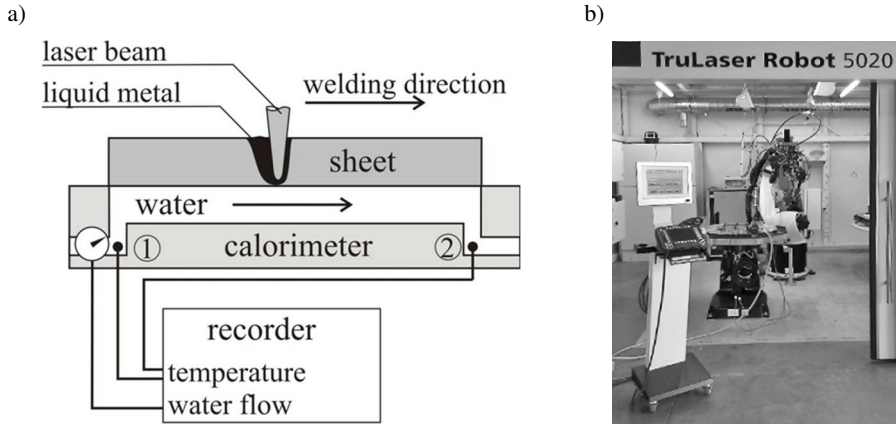 a)
b)
laser beam
liquid metal
welding direction
sheet
water
①
calorimeter
②
recorder
temperature
water flow
TruLaser Robot 5020